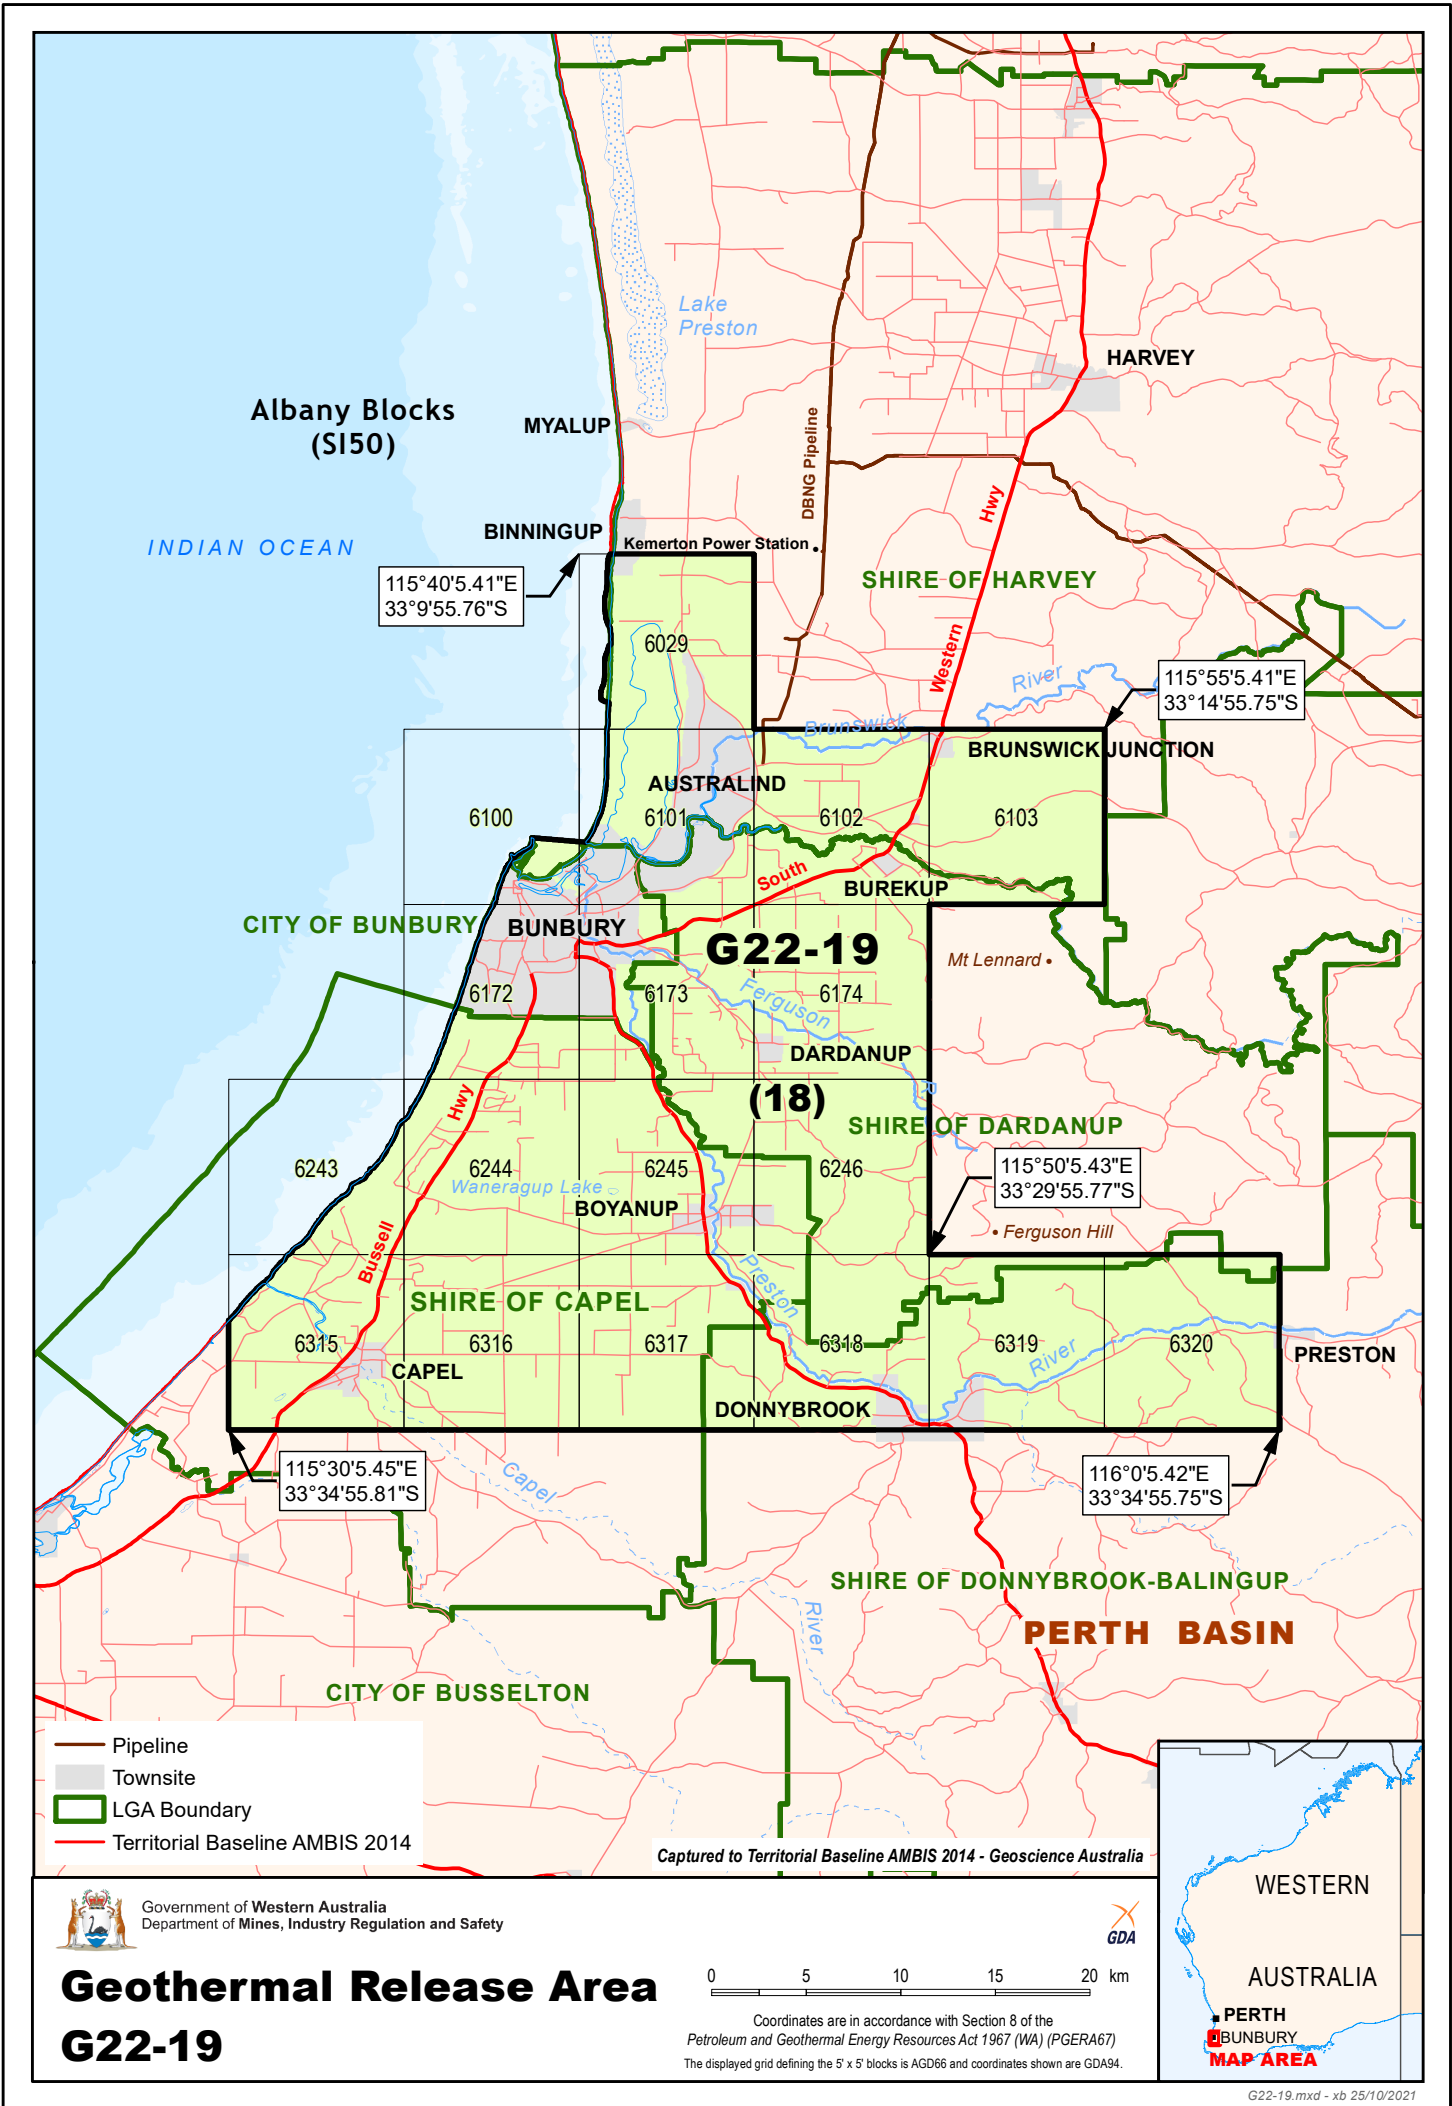 Lake
Preston
HARVEY
Albany Blocks
(SI50)
MYALUP
DBNG Pipeline
Hwy
BINNINGUP
Kemerton Power Station
INDIAN OCEAN
115°40'5.41"E
33°9'55.76"S
SHIRE OF HARVEY
6029
Western
River
115°55'5.41"E
33°14'55.75"S
Brunswick
BRUNSWICK JUNCTION
AUSTRALIND
6100
6101
6102
6103
South
BUREKUP
CITY OF BUNBURY
BUNBURY
G22-19
Mt Lennard
6172
6173
6174
Ferguson
DARDANUP
R
(18)
Hwy
SHIRE OF DARDANUP
6243
6244
6245
6246
115°50'5.43"E
33°29'55.77"S
Waneragup Lake
BOYANUP
Ferguson Hill
Bussell
Preston
SHIRE OF CAPEL
6315
6316
6317
6318
6319
6320
River
PRESTON
CAPEL
DONNYBROOK
115°30'5.45"E
33°34'55.81"S
Capel
116°0'5.42"E
33°34'55.75"S
SHIRE OF DONNYBROOK-BALINGUP
River
PERTH BASIN
CITY OF BUSSELTON
Pipeline
Townsite
LGA Boundary
Territorial Baseline AMBIS 2014
Captured to Territorial Baseline AMBIS 2014 - Geoscience Australia
WESTERN
AUSTRALIA
PERTH
BUNBURY
MAP AREA
Government of Western Australia
Department of Mines, Industry Regulation and Safety
GDA
Geothermal Release Area
G22-19
0 5 10 15 20 km
Coordinates are in accordance with Section 8 of the
Petroleum and Geothermal Energy Resources Act 1967 (WA) (PGERA67)
The displayed grid defining the 5' x 5' blocks is AGD66 and coordinates shown are GDA94.
G22-19.mxd - xb 25/10/2021